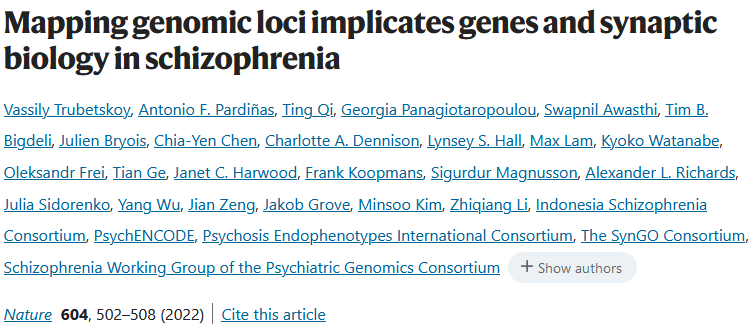 Mapping genomic loci implicates genes and synaptic
biology in schizophrenia
Vassily Trubetskoy, Antonio F. Pardiñas, Ting Qi, Georgia Panagiotaropoulou, Swapnil Awasthi, Tim B.
Bigdeli, Julien Bryois, Chia-Yen Chen, Charlotte A. Dennison, Lynsey S. Hall, Max Lam, Kyoko Watanabe,
Oleksandr Frei, Tian Ge, Janet C. Harwood, Frank Koopmans, Sigurdur Magnusson, Alexander L. Richards,
Julia Sidorenko, Yang Wu, Jian Zeng, Jakob Grove, Minsoo Kim, Zhiqiang Li, Indonesia Schizophrenia
Consortium, PsychENCODE, Psychosis Endophenotypes International Consortium, The SynGO Consortium,
Schizophrenia Working Group of the Psychiatric Genomics Consortium + Show authors
Nature 604, 502–508 (2022) | Cite this article